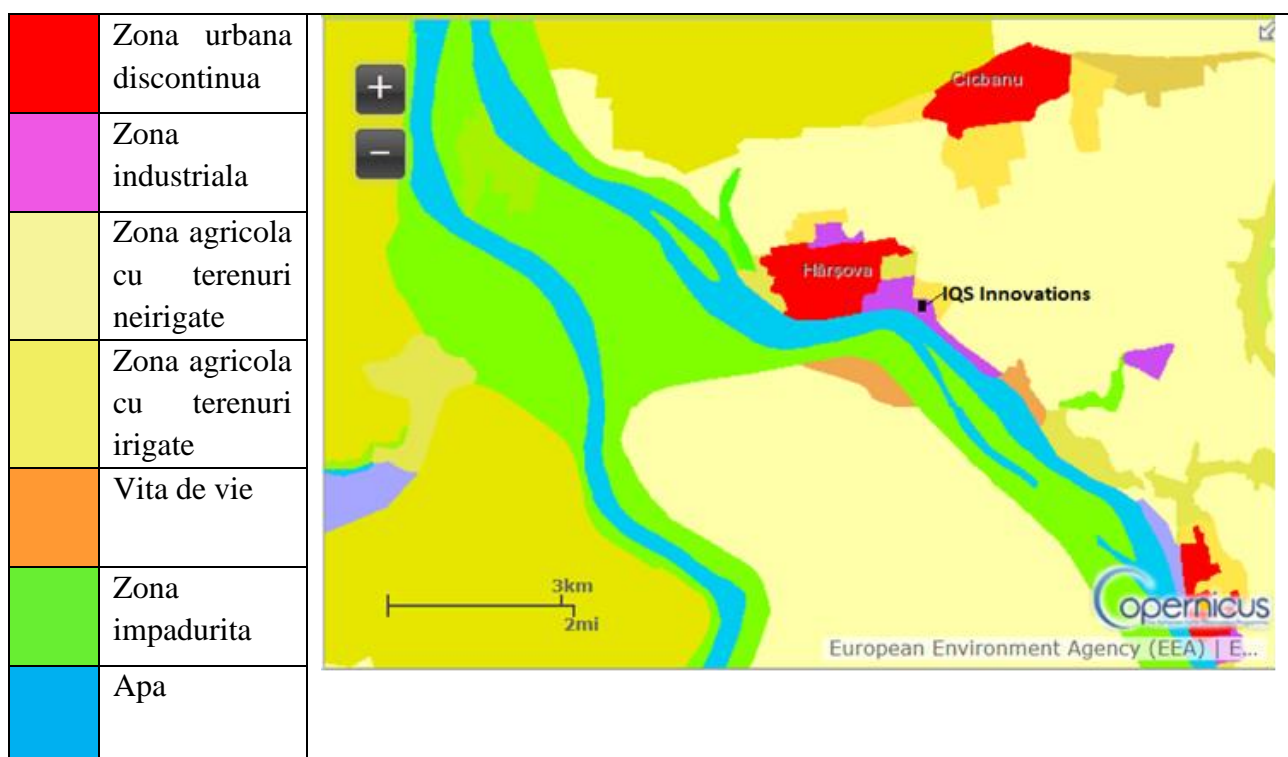 Zona urbana
discontinua
Zona
industriala
Zona agricola
cu terenuri
neirigate
Zona agricola
cu terenuri
irigate
Vita de vie
Zona
impadurita
Apa
+
−
Cicbanu
Hârşova
IQS Innovations
3km
2mi
opernicus
European Environment Agency (EEA) | E...